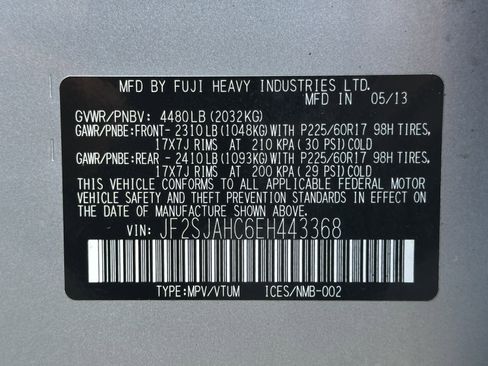 MFD BY FUJI HEAVY INDUSTRIES LTD.
MFD IN 05/13
GVWR/PNBV: 4480LB(2032KG)
GAWR/PNBE:FRONT-2310LB(1048KG)WITH P225/60R17 98H TIRES,
17X7J RIMS AT 210 KPA( 30 PSI)COLD
GAWR/PNBE:REAR -2410LB(1093KG)WITH P225/60R17 98H TIRES,
17X7J RIMS AT 200 KPA( 29 PSI)COLD
THIS VEHICLE CONFORMS TO ALL APPLICABLE FEDERAL MOTOR
VEHICLE SAFETY, BUMPER, AND THEFT PREVENTION STANDARDS
IN EFFECT ON THE DATE OF MANUFACTURE SHOWN ABOVE.
VIN: JF2SJAHC6EH443368
TYPE:MPV/VTUM ICES/NMB-002